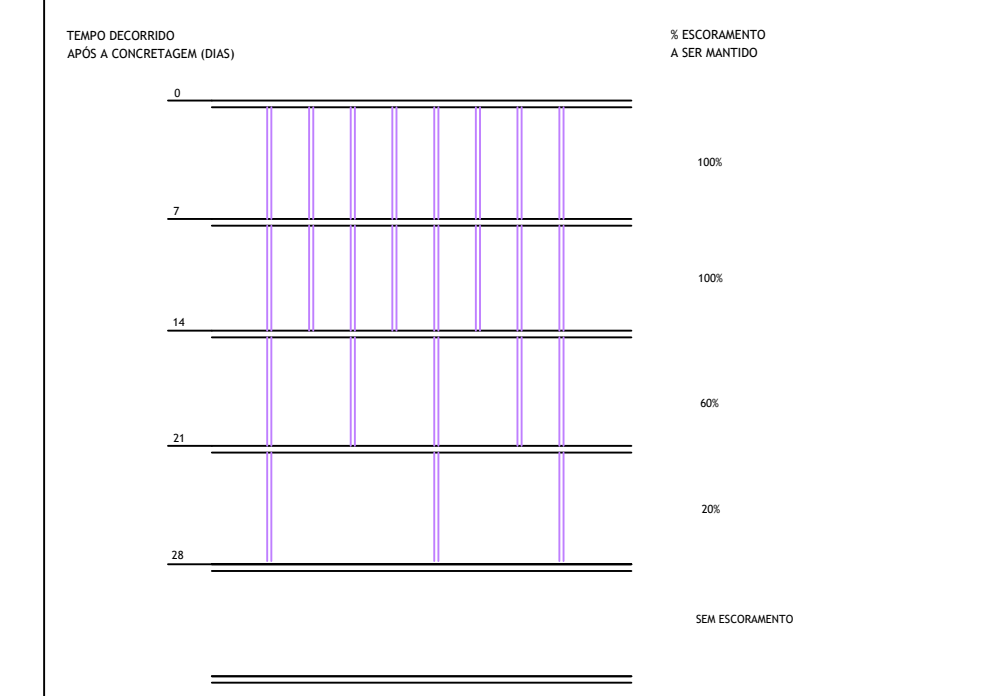 TEMPO DECORRIDO
APÓS A CONCRETAGEM (DIAS)
% ESCORAMENTO
A SER MANTIDO
0
100%
7
100%
14
60%
21
20%
28
SEM ESCORAMENTO